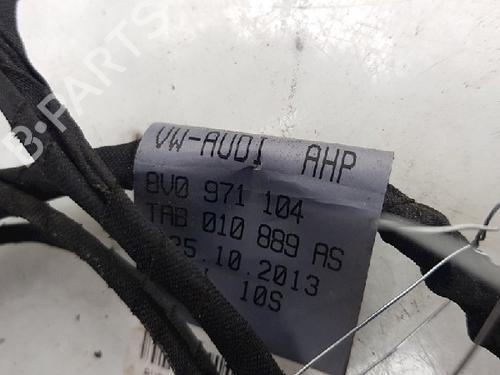 B-PARTS
VW-AUDI AHP
8V0 971 104
TAB 010 889 AS
25.10.2013
10S